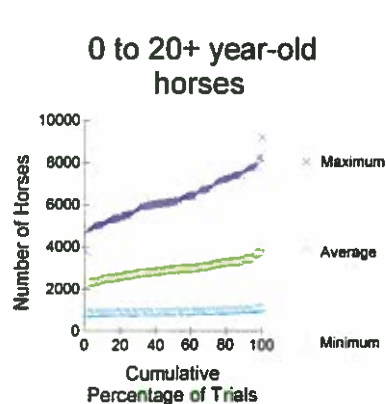 0 to 20+ year-old
horses
Number of Horses
10000
8000
6000
4000
2000
0
0 20 40 60 80 100
Cumulative
Percentage of Trials
Maximum
Average
Minimum